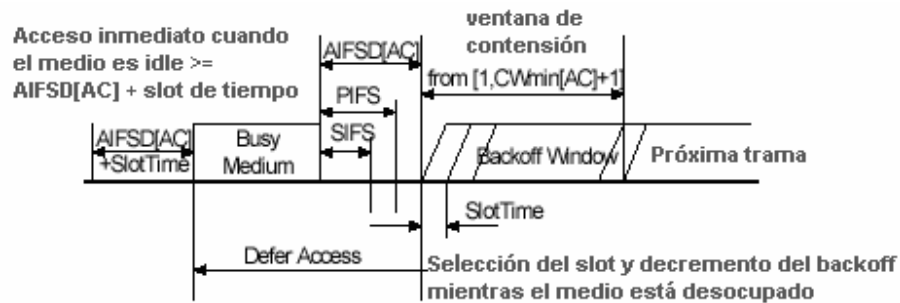 Acceso inmediato cuando
el medio es idle >=
AIFSD[AC] + slot de tiempo
AIFSD[AC]
ventana de
contensión
from [1,CWmin[AC]+1]
PIFS
AIFSD[AC]
+SlotTime
Busy
Medium
SIFS
Backoff Window
Próxima trama
SlotTime
Defer Access
Selección del slot y decremento del backoff
mientras el medio está desocupado